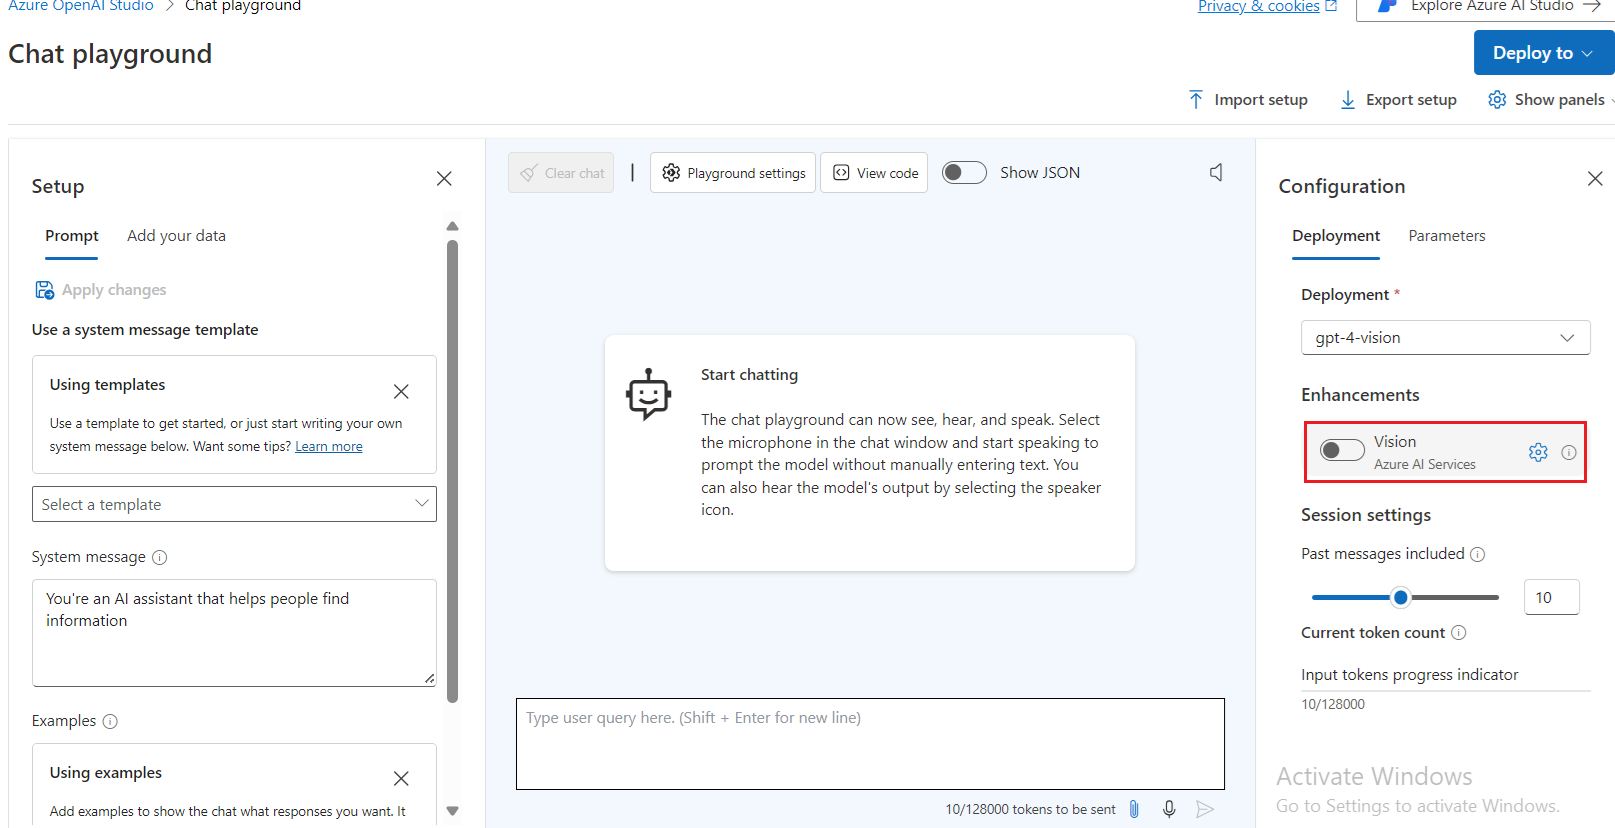 Azure OpenAI Studio > Chat playground
Privacy & cookies
Explore Azure AI Studio
Chat playground
Deploy to
Import setup
Export setup
Show panels
Setup
Prompt
Add your data
Apply changes
Use a system message template
Using templates
Use a template to get started, or just start writing your own
system message below. Want some tips? Learn more
Select a template
System message
You're an AI assistant that helps people find
information
Examples
Using examples
Add examples to show the chat what responses you want. It
Clear chat
Playground settings
View code
Show JSON
Start chatting
The chat playground can now see, hear, and speak. Select
the microphone in the chat window and start speaking to
prompt the model without manually entering text. You
can also hear the model's output by selecting the speaker
icon.
Type user query here. (Shift + Enter for new line)
10/128000 tokens to be sent
Configuration
Deployment
Parameters
Deployment *
gpt-4-vision
Enhancements
Vision
Azure AI Services
Session settings
Past messages included
10
Current token count
Input tokens progress indicator
10/128000
Activate Windows
Go to Settings to activate Windows.